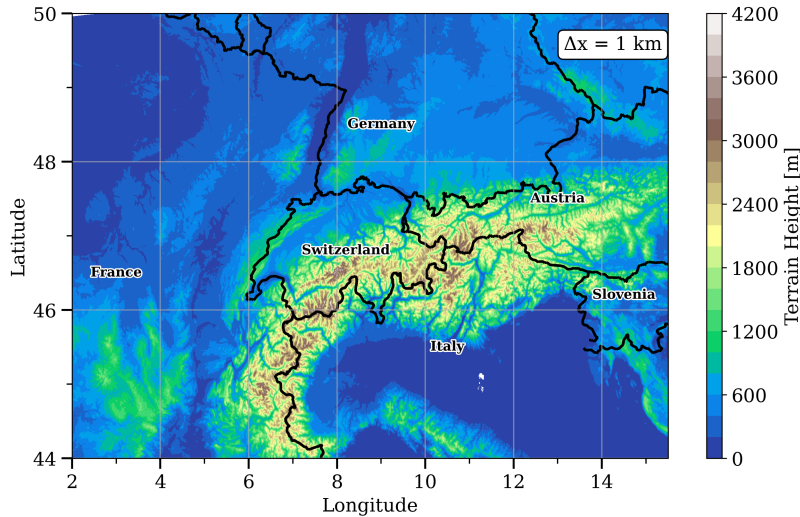 50
48
46
44
Latitude
2
4
6
8
10
12
14
Longitude
Δx = 1 km
Germany
Austria
Switzerland
France
Slovenia
Italy
4200
3600
3000
2400
1800
1200
600
0
Terrain Height [m]